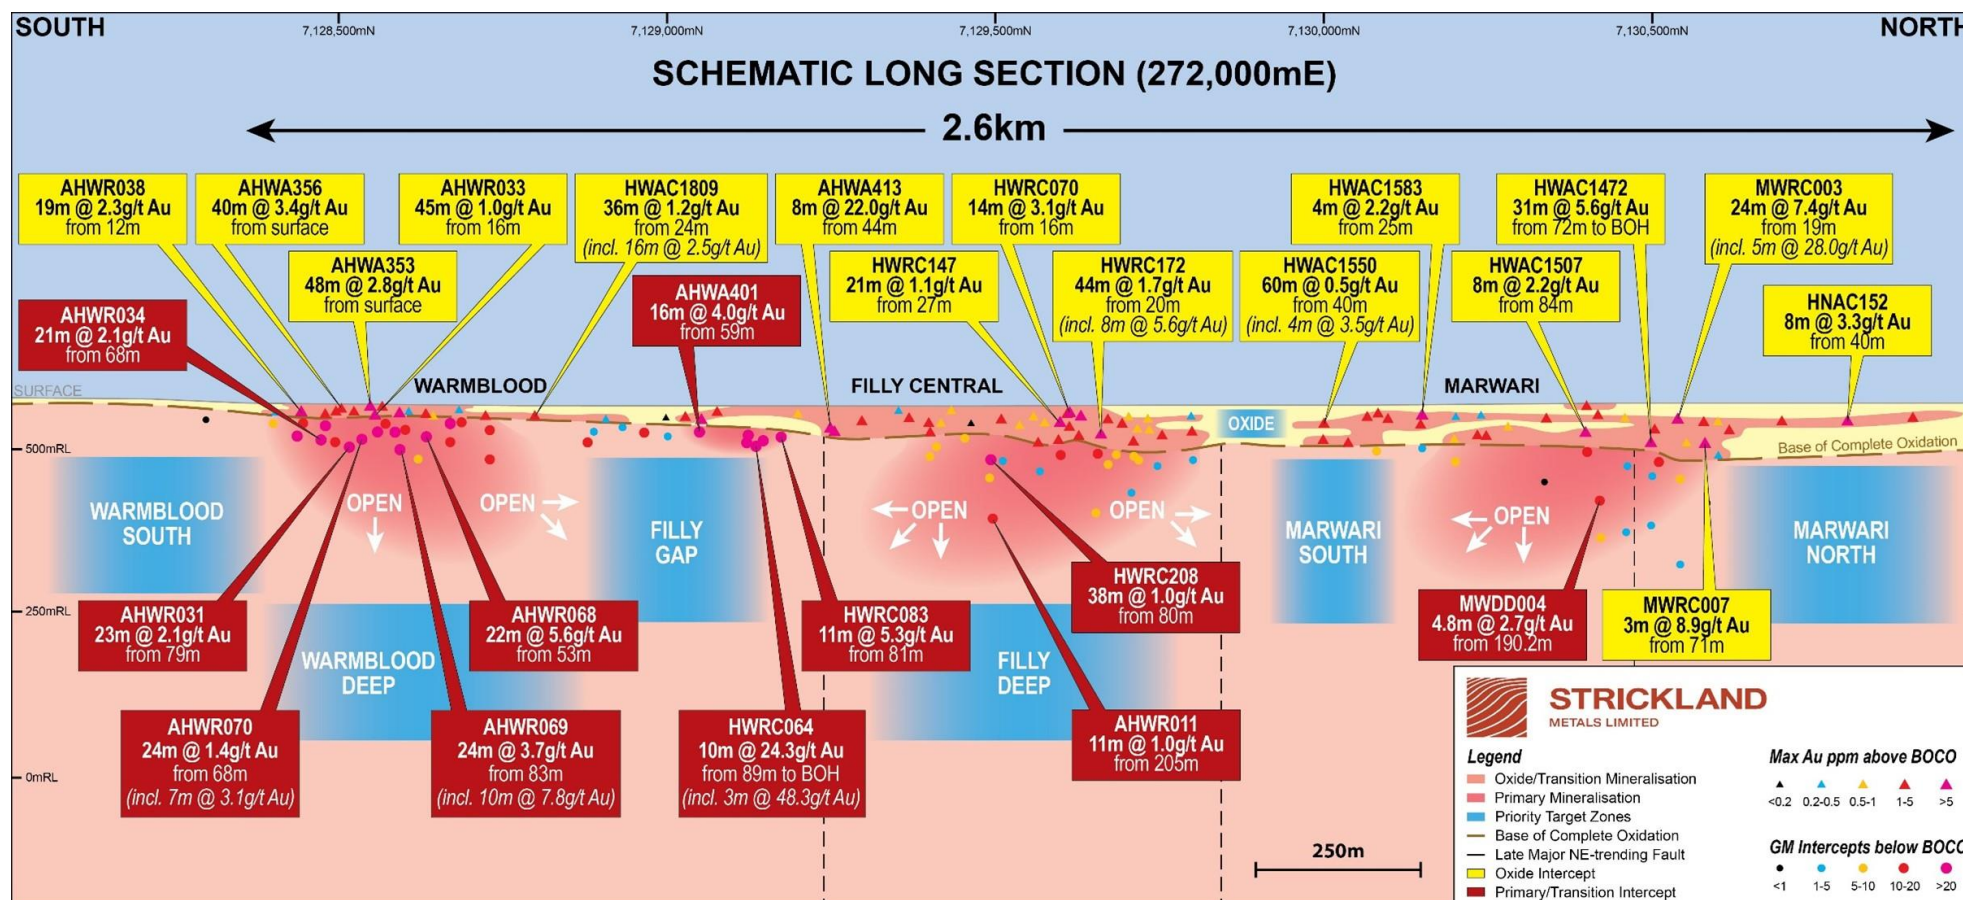 SOUTH
7,128,500mN
7,129,000mN
7,129,500mN
7,130,000mN
7,130,500mN
NORTH
SCHEMATIC LONG SECTION (272,000mE)
2.6km
AHWR038
19m @ 2.3g/t Au
from 12m
AHWA356
40m @ 3.4g/t Au
from surface
AHWR033
45m @ 1.0g/t Au
from 16m
HWAC1809
36m @ 1.2g/t Au
from 24m
(incl. 16m @ 2.5g/t Au)
AHWA413
8m @ 22.0g/t Au
from 44m
HWRC070
14m @ 3.1g/t Au
from 16m
HWAC1583
4m @ 2.2g/t Au
from 25m
HWAC1472
31m @ 5.6g/t Au
from 72m to BOH
MWRC003
24m @ 7.4g/t Au
from 19m
(incl. 5m @ 28.0g/t Au)
AHWA353
48m @ 2.8g/t Au
from surface
HWRC147
21m @ 1.1g/t Au
from 27m
HWRC172
44m @ 1.7g/t Au
from 20m
(incl. 8m @ 5.6g/t Au)
HWAC1550
60m @ 0.5g/t Au
from 40m
(incl. 4m @ 3.5g/t Au)
HWAC1507
8m @ 2.2g/t Au
from 84m
HNAC152
8m @ 3.3g/t Au
from 40m
AHWR034
21m @ 2.1g/t Au
from 68m
AHWA401
16m @ 4.0g/t Au
from 59m
SURFACE
WARMBLOOD
FILLY CENTRAL
MARWARI
OXIDE
Base of Complete Oxidation
500mRL
WARMBLOOD
SOUTH
OPEN
OPEN
FILLY
GAP
OPEN
OPEN
MARWARI
SOUTH
OPEN
MARWARI
NORTH
250mRL
AHWR031
23m @ 2.1g/t Au
from 79m
WARMBLOOD
DEEP
AHWR068
22m @ 5.6g/t Au
from 53m
HWRC083
11m @ 5.3g/t Au
from 81m
FILLY
DEEP
HWRC208
38m @ 1.0g/t Au
from 80m
MWDD004
4.8m @ 2.7g/t Au
from 190.2m
MWRC007
3m @ 8.9g/t Au
from 71m
0mRL
AHWR070
24m @ 1.4g/t Au
from 68m
(incl. 7m @ 3.1g/t Au)
AHWR069
24m @ 3.7g/t Au
from 83m
(incl. 10m @ 7.8g/t Au)
HWRC064
10m @ 24.3g/t Au
from 89m to BOH
(incl. 3m @ 48.3g/t Au)
AHWR011
11m @ 1.0g/t Au
from 205m
250m
STRICKLAND
METALS LIMITED
Legend
Oxide/Transition Mineralisation
Primary Mineralisation
Priority Target Zones
Base of Complete Oxidation
Late Major NE-trending Fault
Oxide Intercept
Primary/Transition Intercept
Max Au ppm above BOCO
<0.2 0.2-0.5 0.5-1 1-5 >5
GM Intercepts below BOCO
<1 1-5 5-10 10-20 >20